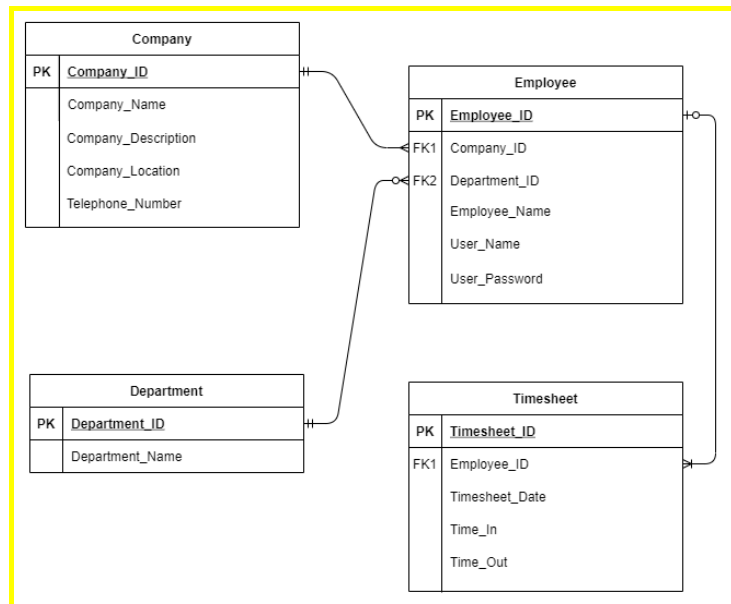 Company
PK Company_ID
Company_Name
Company_Description
Company_Location
Telephone_Number
Employee
PK Employee_ID
FK1 Company_ID
FK2 Department_ID
Employee_Name
User_Name
User_Password
Department
PK Department_ID
Department_Name
Timesheet
PK Timesheet_ID
FK1 Employee_ID
Timesheet_Date
Time_In
Time_Out